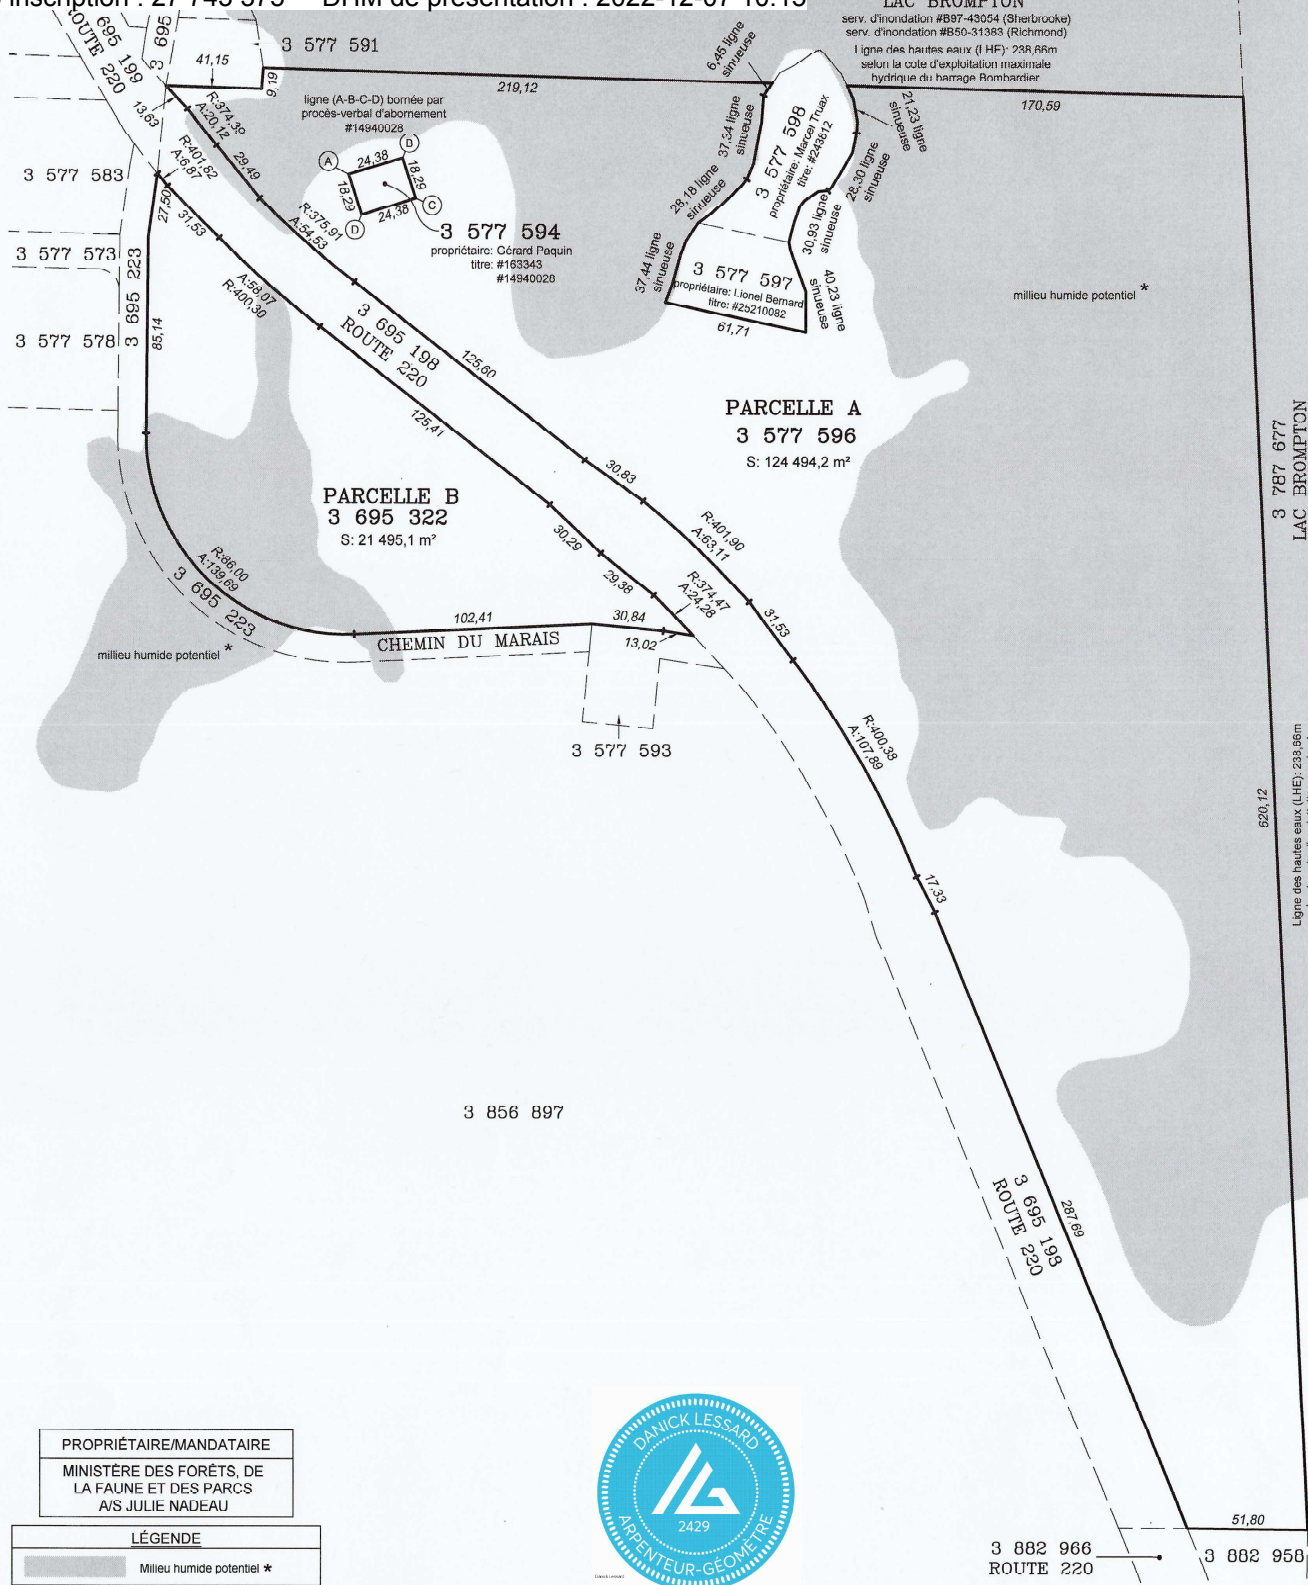 inscription : 27 745 375 DHM de présentation : 2022-12-07 10:15
LAC BROMPTON
serv. d'inondation #B97-43054 (Sherbrooke)
serv. d'inondation #B50-31383 (Richmond)
Ligne des hautes eaux (LHE): 238,66m
selon la cote d'exploitation maximale
hydrique du barrage Bombardier
695 199
ROUTE 220
3 695
3 577 591
41,15
9,19
219,12
170,59
13,63
R:374,39
A:20,12
29,49
R:401,82
A:6,87
27,50
31,53
ligne (A-B-C-D) bornée par
procès-verbal d'abornement
#14940028
A
24,38
B
18,29
18,29
D
24,38
C
3 577 594
propriétaire: Gérard Paquin
titre: #163343
#14940028
R:375,91
A:54,53
3 577 583
3 577 573
3 577 578
3 695 223
85,14
A:58,07
R:400,30
6,45 ligne
sinueuse
37,34 ligne
sinueuse
28,18 ligne
sinueuse
37,44 ligne
sinueuse
3 577 598
propriétaire: Marcel Truax
titre: #243812
21,23 ligne
sinueuse
28,30 ligne
sinueuse
30,93 ligne
sinueuse
40,23 ligne
sinueuse
3 577 597
propriétaire: Lionel Bernard
titre: #25210092
61,71
milieu humide potentiel *
3 695 198
ROUTE 220
125,60
125,41
30,83
PARCELLE A
3 577 596
S: 124 494,2 m²
3 787 677
LAC BROMPTON
PARCELLE B
3 695 322
S: 21 495,1 m²
30,29
29,38
R:401,90
A:63,11
R:374,47
A:24,28
31,53
R:86,00
A:139,69
3 695 223
102,41
30,84
13,02
CHEMIN DU MARAIS
millieu humide potentiel *
3 577 593
R:400,38
A:107,89
17,33
620,12
Ligne des hautes eaux (LHE): 238,66m
3 856 897
3 695 198
ROUTE 220
287,69
51,80
3 882 966
ROUTE 220
3 882 958
PROPRIÉTAIRE/MANDATAIRE
MINISTÈRE DES FORÊTS, DE
LA FAUNE ET DES PARCS
A/S JULIE NADEAU
LÉGENDE
Milieu humide potentiel *
DANICK LESSARD
2429
ARPENTEUR-GÉOMÈTRE
Danick Lessard